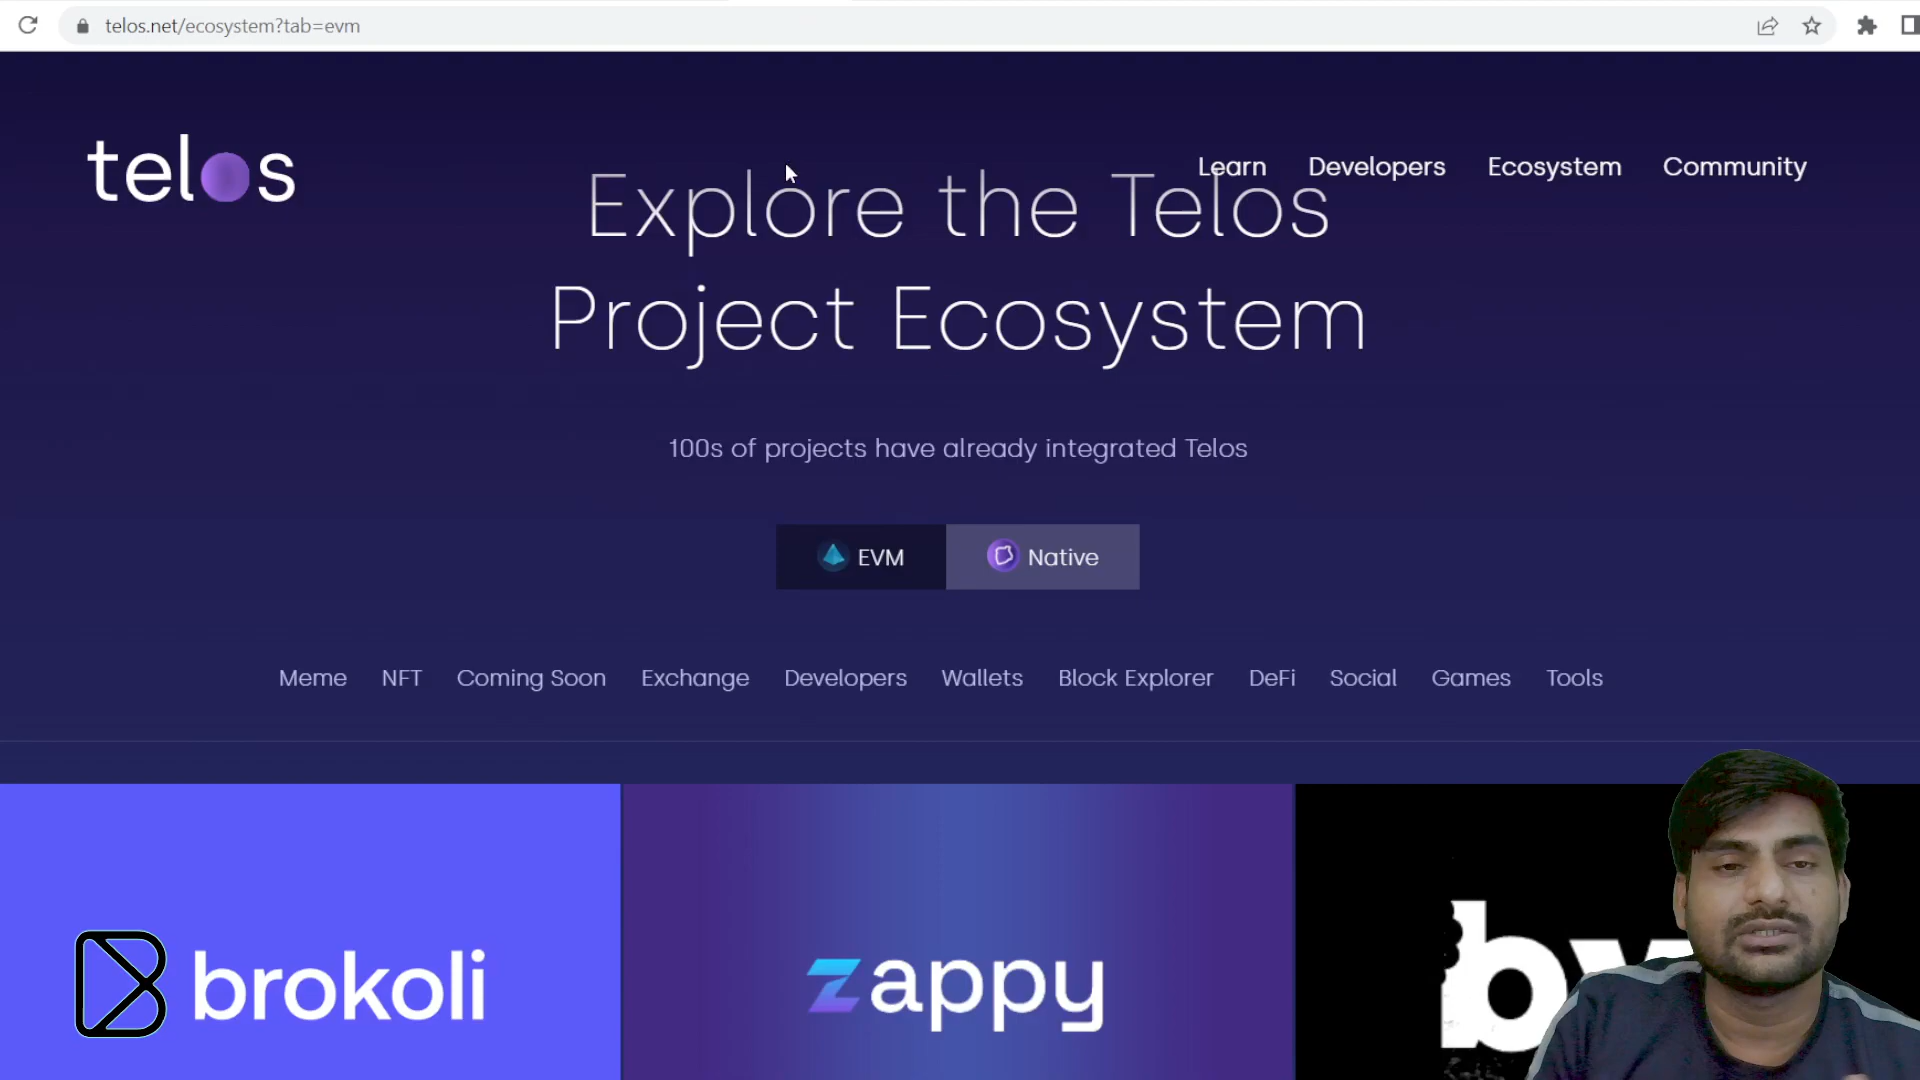 telos.net/ecosystem?tab=evm
telos
Learn Developers Ecosystem Community
Explore the Telos
Project Ecosystem
100s of projects have already integrated Telos
EVM Native
Meme NFT Coming Soon Exchange Developers Wallets Block Explorer DeFi Social Games Tools
brokoli
zappy